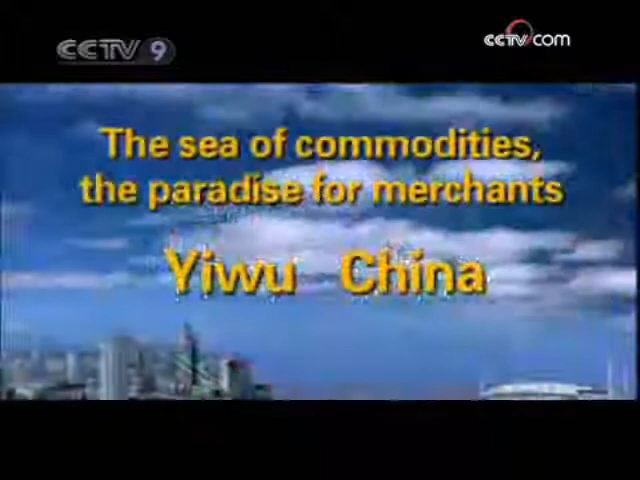 CCTV 9
CCTV.com
The sea of commodities,
the paradise for merchants
Yiwu China